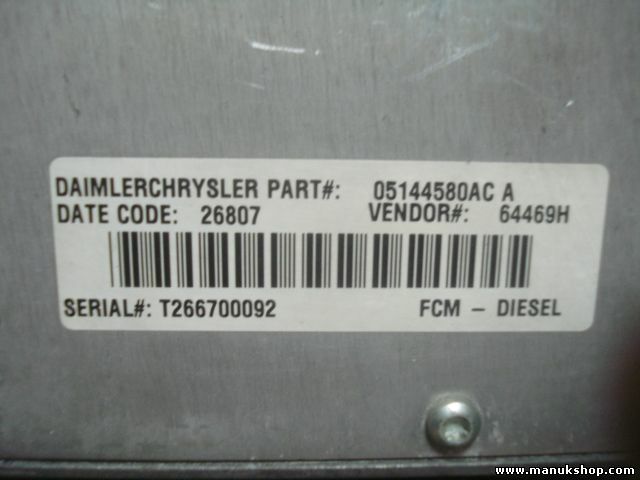 DAIMLERCHRYSLER PART#: 05144580AC A
DATE CODE: 26807 VENDOR#: 64469H
SERIAL#: T266700092 FCM - DIESEL
www.manukshop.com